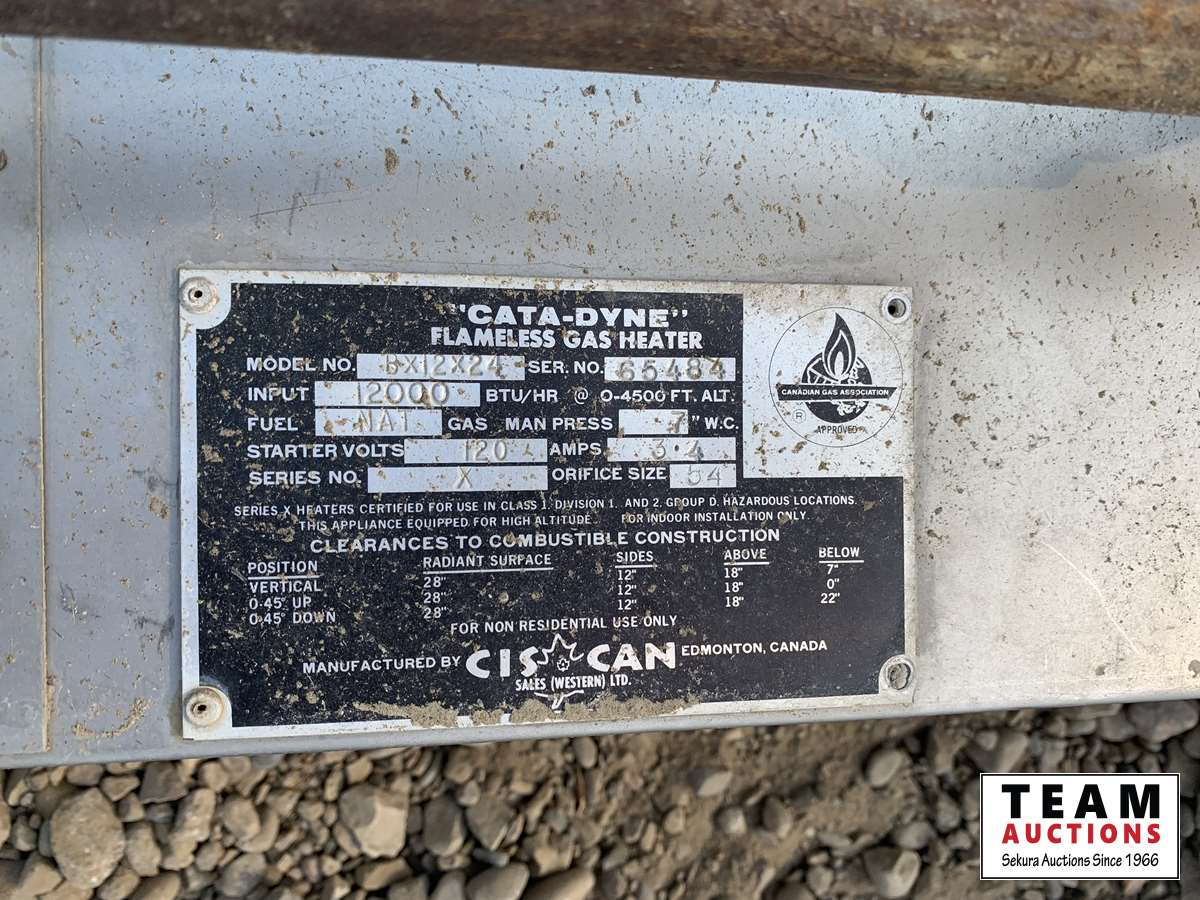 "CATA-DYNE"
FLAMELESS GAS HEATER
MODEL NO. BX12X24 SER. NO. 65484
INPUT 12000 BTU/HR @ 0-4500 FT. ALT.
FUEL NAT GAS MAN PRESS 7 "W.C.
STARTER VOLTS 120 AMPS 3.4
SERIES NO. X ORIFICE SIZE 54
CANADIAN GAS ASSOCIATION
®
APPROVED
SERIES X HEATERS CERTIFIED FOR USE IN CLASS 1. DIVISION 1. AND 2. GROUP D. HAZARDOUS LOCATIONS.
THIS APPLIANCE EQUIPPED FOR HIGH ALTITUDE. FOR INDOOR INSTALLATION ONLY.
CLEARANCES TO COMBUSTIBLE CONSTRUCTION
POSITION RADIANT SURFACE SIDES ABOVE BELOW
VERTICAL 28" 12" 18" 7"
0-45° UP 28" 12" 18" 0"
0-45° DOWN 28" 12" 18" 22"
FOR NON RESIDENTIAL USE ONLY
MANUFACTURED BY CIS CAN EDMONTON, CANADA
SALES (WESTERN) LTD.
TEAM
AUCTIONS
Sekura Auctions Since 1966